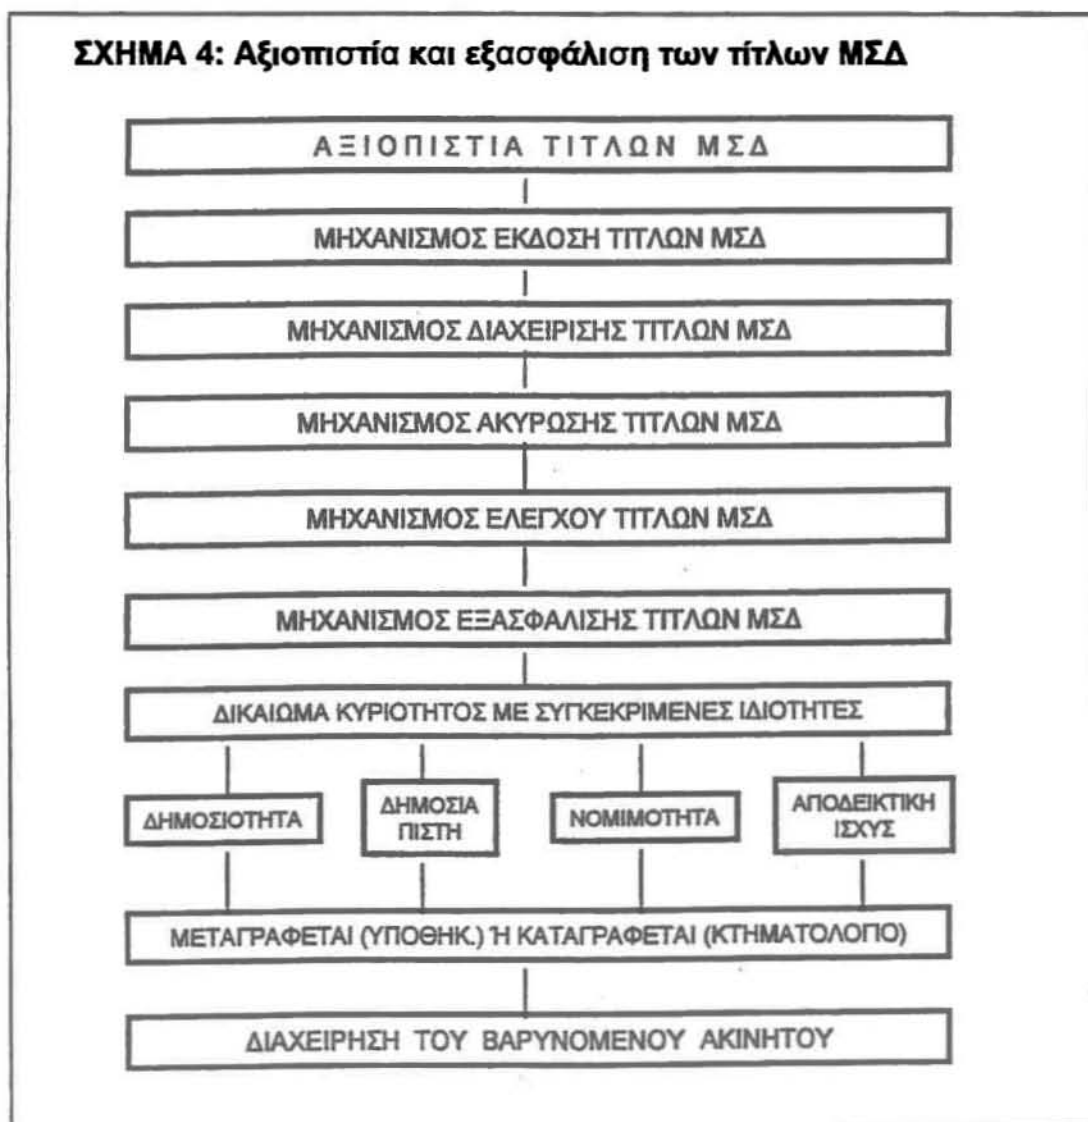 ΣΧΗΜΑ 4: Αξιοπιστία και εξασφάλιση των τίτλων ΜΣΔ
ΑΞΙΟΠΙΣΤΙΑ ΤΙΤΛΩΝ ΜΣΔ
ΜΗΧΑΝΙΣΜΟΣ ΕΚΔΟΣΗ ΤΙΤΛΩΝ ΜΣΔ
ΜΗΧΑΝΙΣΜΟΣ ΔΙΑΧΕΙΡΙΣΗΣ ΤΙΤΛΩΝ ΜΣΔ
ΜΗΧΑΝΙΣΜΟΣ ΑΚΥΡΩΣΗΣ ΤΙΤΛΩΝ ΜΣΔ
ΜΗΧΑΝΙΣΜΟΣ ΕΛΕΓΧΟΥ ΤΙΤΛΩΝ ΜΣΔ
ΜΗΧΑΝΙΣΜΟΣ ΕΞΑΣΦΑΛΙΣΗΣ ΤΙΤΛΩΝ ΜΣΔ
ΔΙΚΑΙΩΜΑ ΚΥΡΙΟΤΗΤΟΣ ΜΕ ΣΥΓΚΕΚΡΙΜΕΝΕΣ ΙΔΙΟΤΗΤΕΣ
ΔΗΜΟΣΙΟΤΗΤΑ
ΔΗΜΟΣΙΑ
ΠΙΣΤΗ
ΝΟΜΙΜΟΤΗΤΑ
ΑΠΟΔΕΙΚΤΙΚΗ
ΙΣΧΥΣ
ΜΕΤΑΓΡΑΦΕΤΑΙ (ΥΠΟΘΗΚ.) Ή ΚΑΤΑΓΡΑΦΕΤΑΙ (ΚΤΗΜΑΤΟΛΟΓΙΟ)
ΔΙΑΧΕΙΡΗΣΗ ΤΟΥ ΒΑΡΥΝΟΜΕΝΟΥ ΑΚΙΝΗΤΟΥ